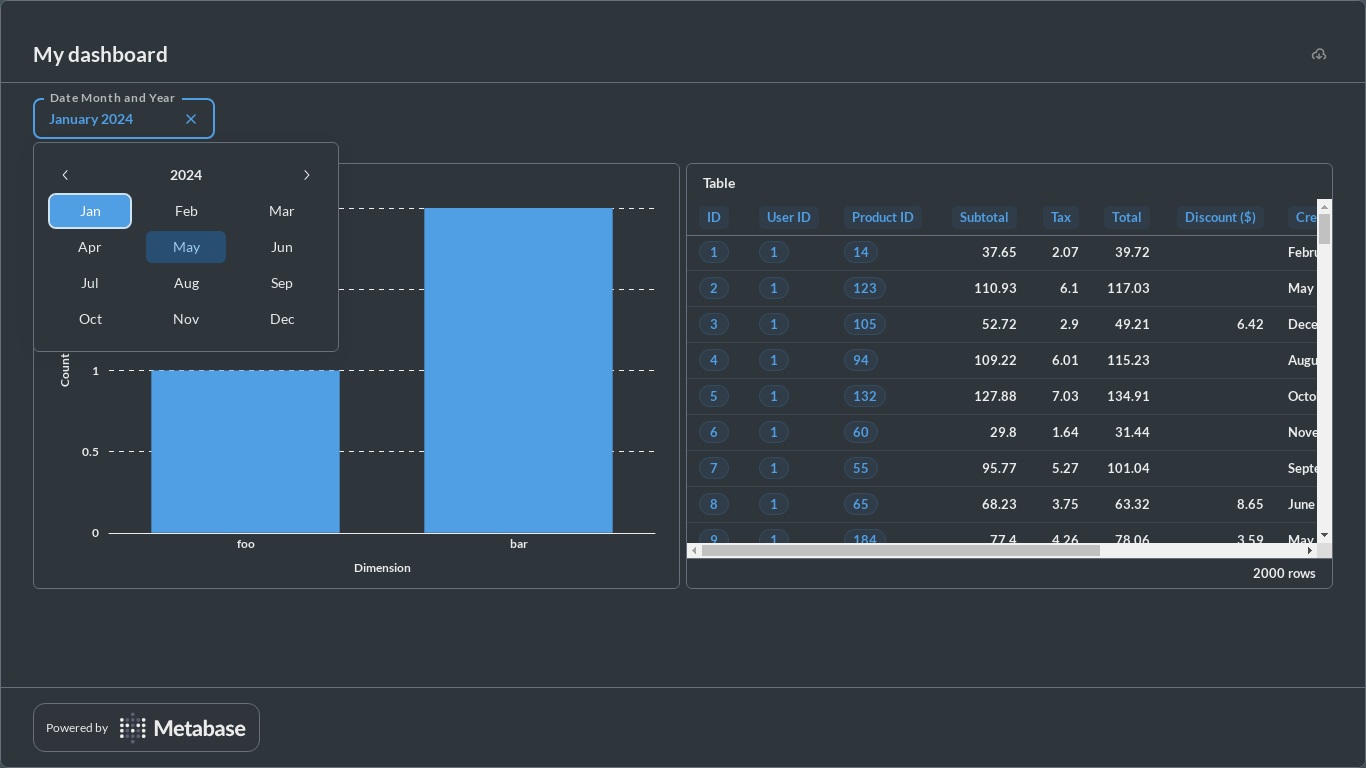 My dashboard
Date Month and Year
January 2024
2024
Jan Feb Mar
Apr May Jun
Jul Aug Sep
Oct Nov Dec
Count
1
0.5
0
foo bar
Dimension
Table
ID User ID Product ID Subtotal Tax Total Discount ($) Cre
1 1 14 37.65 2.07 39.72 Febru
2 1 123 110.93 6.1 117.03 May
3 1 105 52.72 2.9 49.21 6.42 Dece
4 1 94 109.22 6.01 115.23 Augu
5 1 132 127.88 7.03 134.91 Octo
6 1 60 29.8 1.64 31.44 Nove
7 1 55 95.77 5.27 101.04 Septe
8 1 65 68.23 3.75 63.32 8.65 June
9 1 184 77.4 4.26 78.06 3.59 May
2000 rows
Powered by Metabase